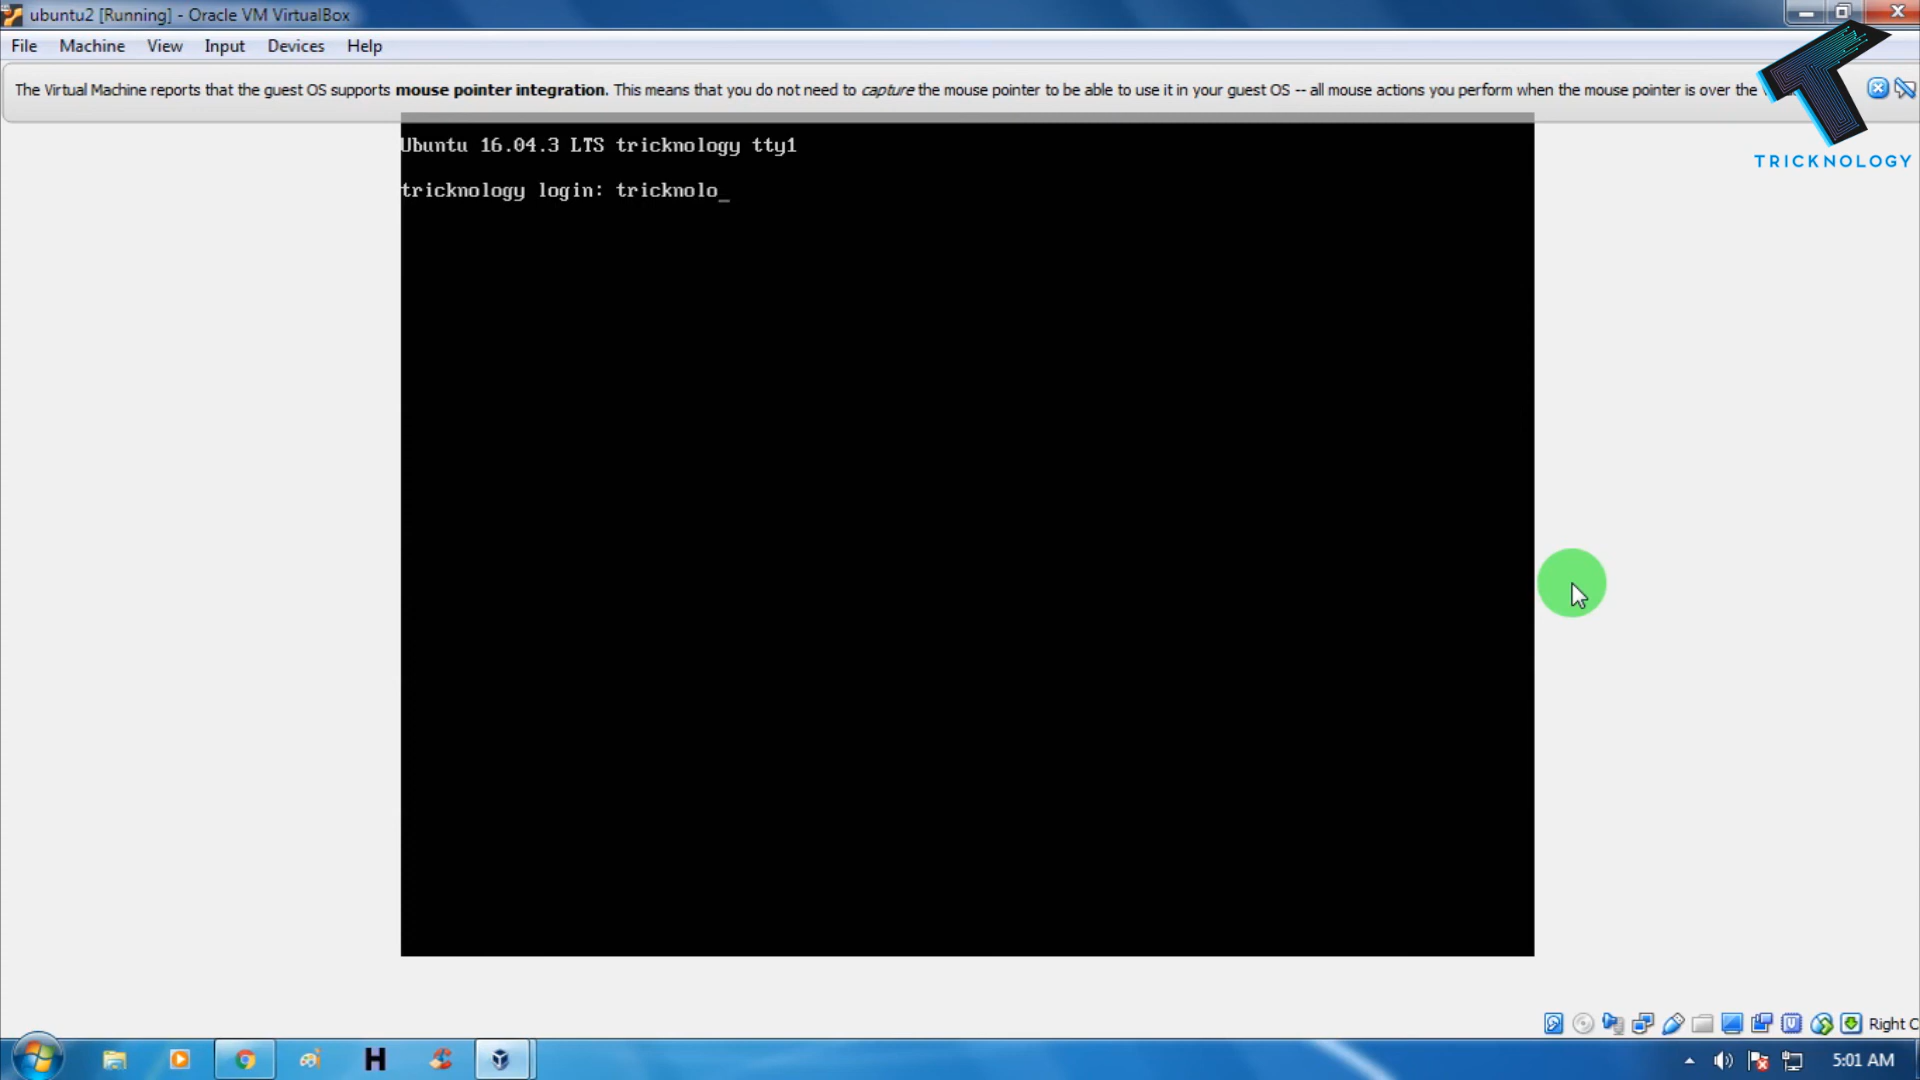 ubuntu2 [Running] - Oracle VM VirtualBox
File Machine View Input Devices Help
The Virtual Machine reports that the guest OS supports mouse pointer integration. This means that you do not need to capture the mouse pointer to be able to use it in your guest OS -- all mouse actions you perform when the mouse pointer is over the
TRICKNOLOGY
Ubuntu 16.04.3 LTS tricknology tty1
tricknology login: tricknolo_
Right C
H
5:01 AM